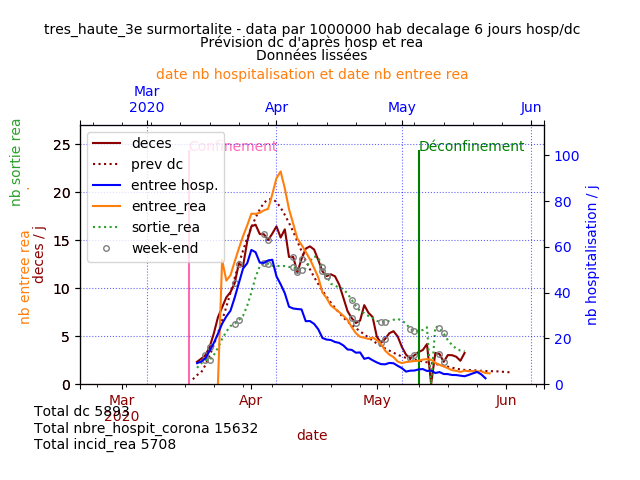 tres_haute_3e surmortalite - data par 1000000 hab decalage 6 jours hosp/dc
Prévision dc d'après hosp et rea
Données lissées
date nb hospitalisation et date nb entree rea
Mar
2020
Apr
May
Jun
nb sortie rea
nb entree rea
deces / j
nb hospitalisation / j
25
20
15
10
5
0
100
80
60
40
20
0
Confinement
Déconfinement
deces
prev dc
entree hosp.
entree_rea
sortie_rea
week-end
Mar
2020
Apr
May
Jun
date
Total dc 5893
Total nbre_hospit_corona 15632
Total incid_rea 5708